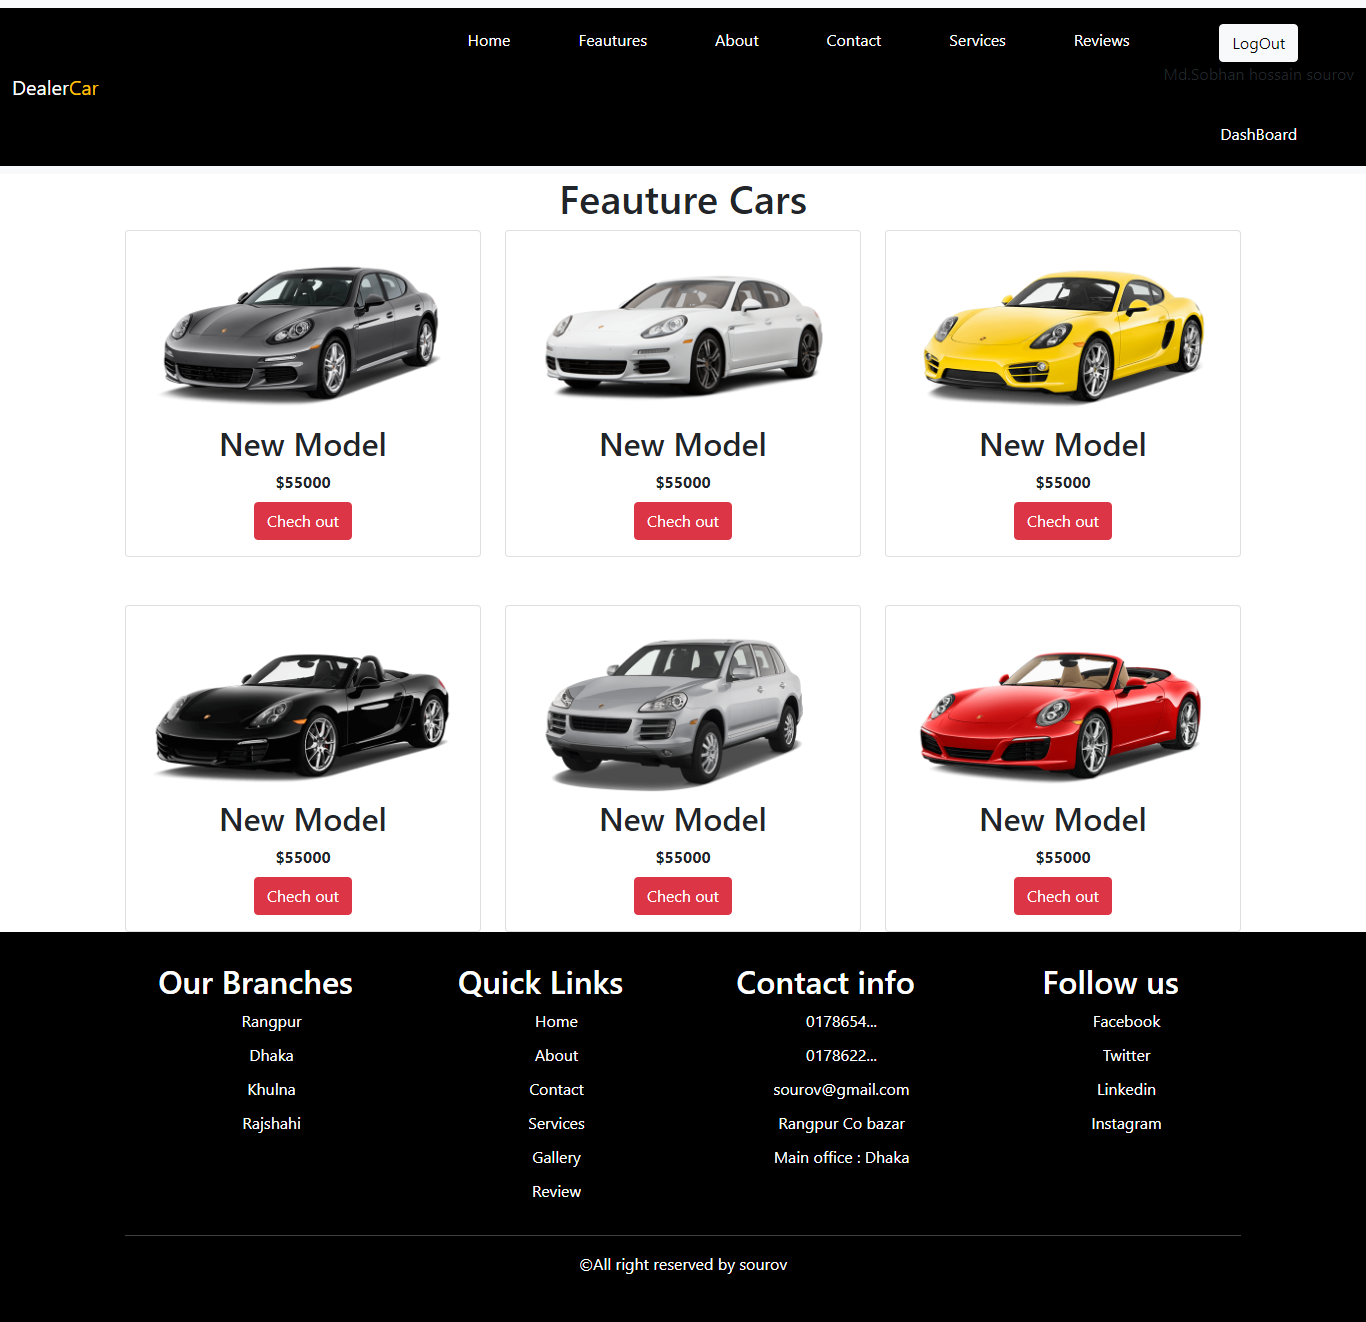 Home Feautures About Contact Services Reviews LogOut
Md.Sobhan hossain sourov
DealerCar
DashBoard
Feauture Cars
New Model New Model New Model
$55000 $55000 $55000
Chech out Chech out Chech out
New Model New Model New Model
$55000 $55000 $55000
Chech out Chech out Chech out
Our Branches Quick Links Contact info Follow us
Rangpur Home 0178654... Facebook
Dhaka About 0178622... Twitter
Khulna Contact sourov@gmail.com Linkedin
Rajshahi Services Rangpur Co bazar Instagram
Gallery Main office : Dhaka
Review
©All right reserved by sourov